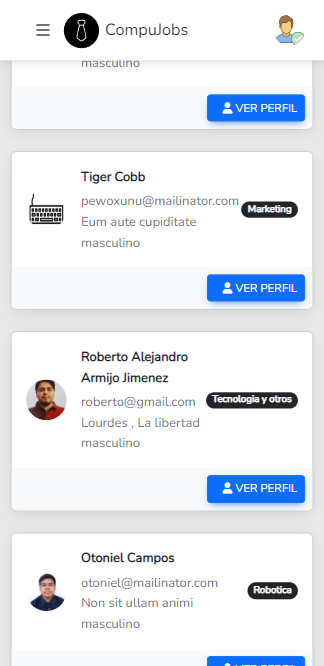 CompuJobs
masculino
VER PERFIL
Tiger Cobb
pewoxunu@mailinator.com
Marketing
Eum aute cupiditate
masculino
VER PERFIL
Roberto Alejandro
Armijo Jimenez
roberto@gmail.com
Tecnologia y otros
Lourdes , La libertad
masculino
VER PERFIL
Otoniel Campos
otoniel@mailinator.com
Robotica
Non sit ullam animi
masculino
VER PERFIL